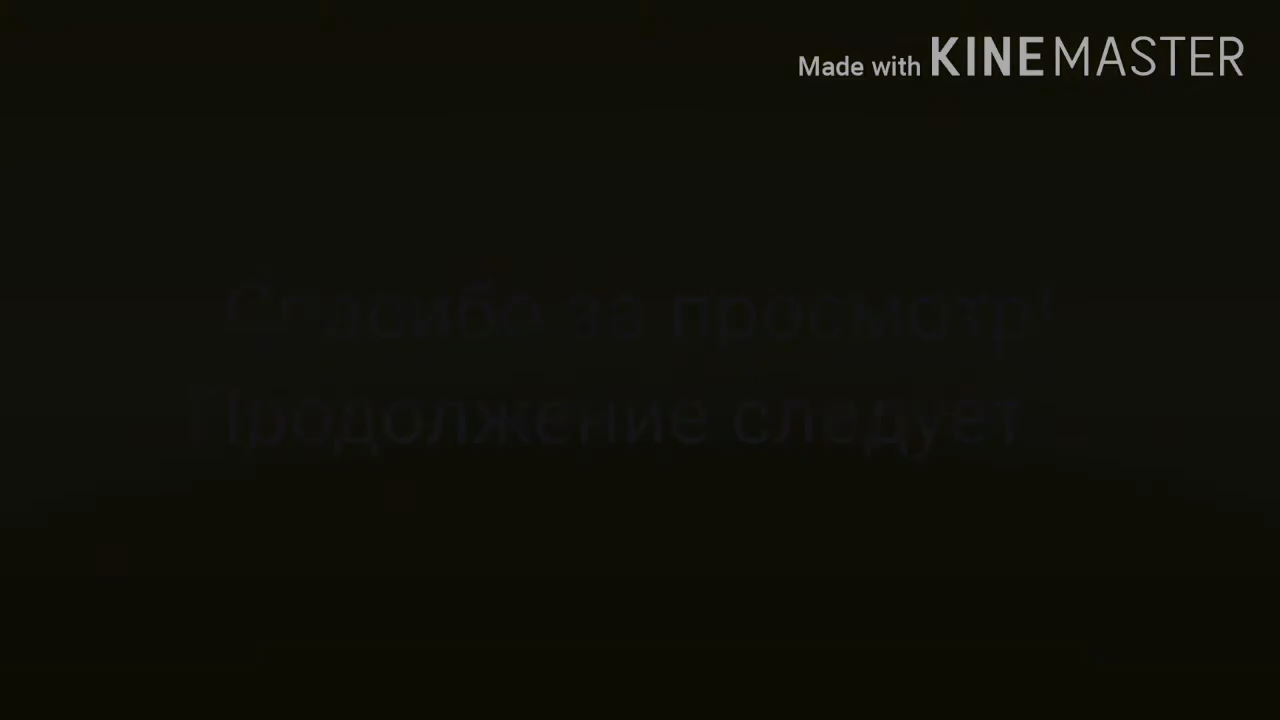 Made with KINEMASTER
Спасибо за просмотр!
Продолжение следует...